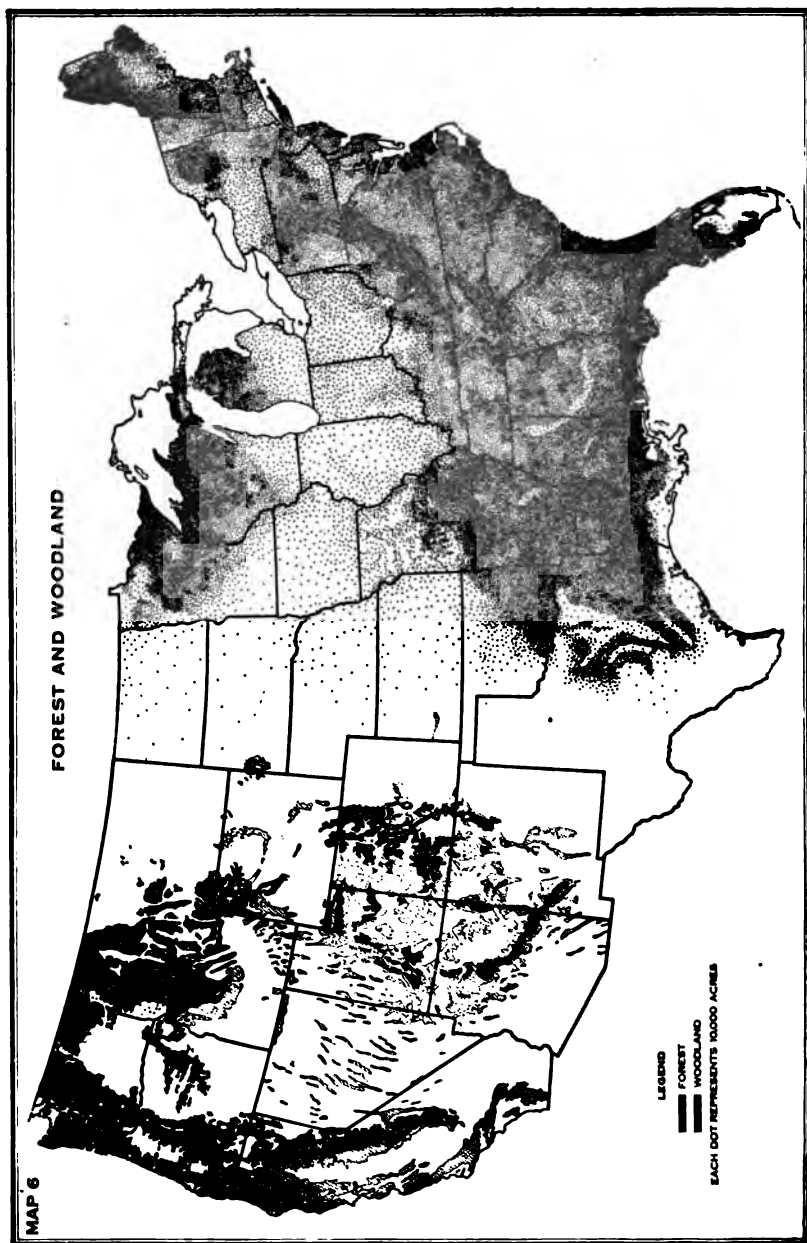 MAP 6
FOREST AND WOODLAND
LEGEND
FOREST
WOODLAND
EACH DOT REPRESENTS 10,000 ACRES